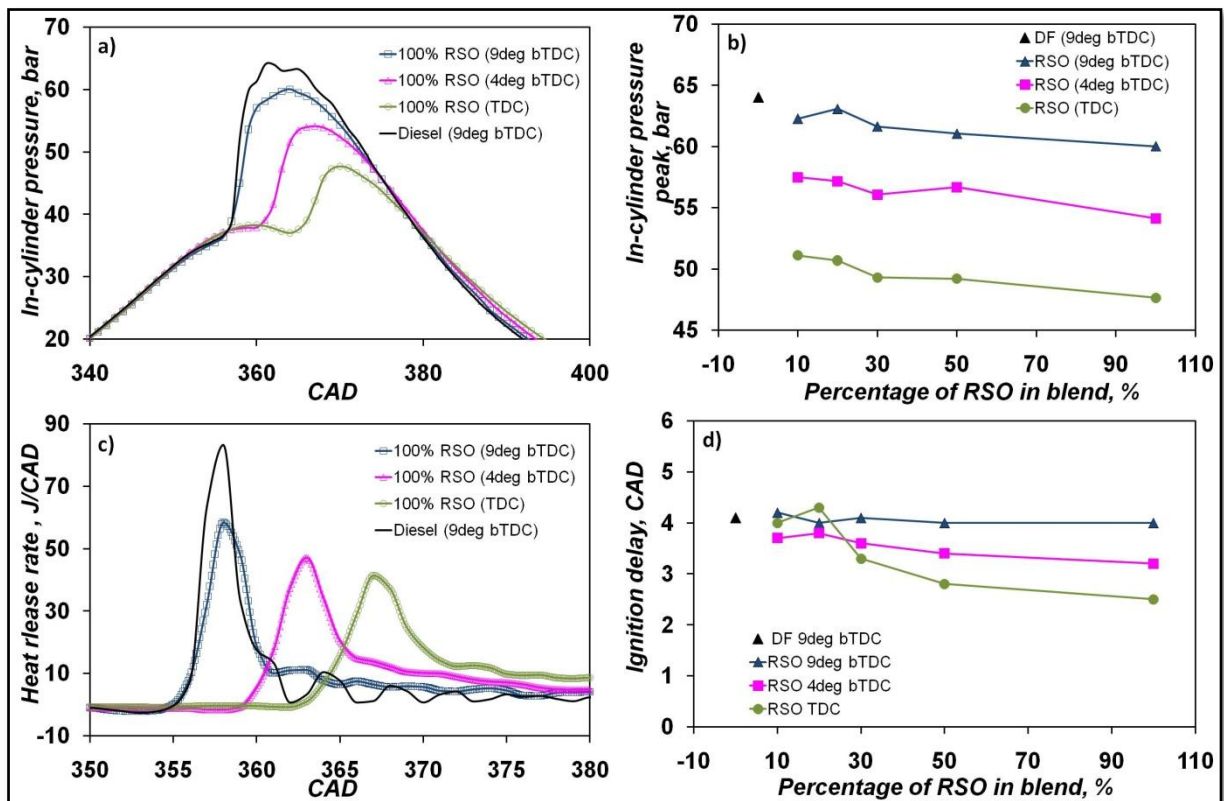 a)
In-cylinder pressure, bar
70
60
50
40
30
20
340
360
380
400
CAD
100% RSO (9deg bTDC)
100% RSO (4deg bTDC)
100% RSO (TDC)
Diesel (9deg bTDC)
b)
In-cylinder pressure
peak, bar
70
65
60
55
50
45
-10
10
30
50
70
90
110
Percentage of RSO in blend, %
DF (9deg bTDC)
RSO (9deg bTDC)
RSO (4deg bTDC)
RSO (TDC)
c)
Heat rlease rate , J/CAD
90
70
50
30
10
-10
350
355
360
365
370
375
380
CAD
100% RSO (9deg bTDC)
100% RSO (4deg bTDC)
100% RSO (TDC)
Diesel (9deg bTDC)
d)
Ignition delay, CAD
6
5
4
3
2
1
0
-10
10
30
50
70
90
110
Percentage of RSO in blend, %
DF 9deg bTDC
RSO 9deg bTDC
RSO 4deg bTDC
RSO TDC